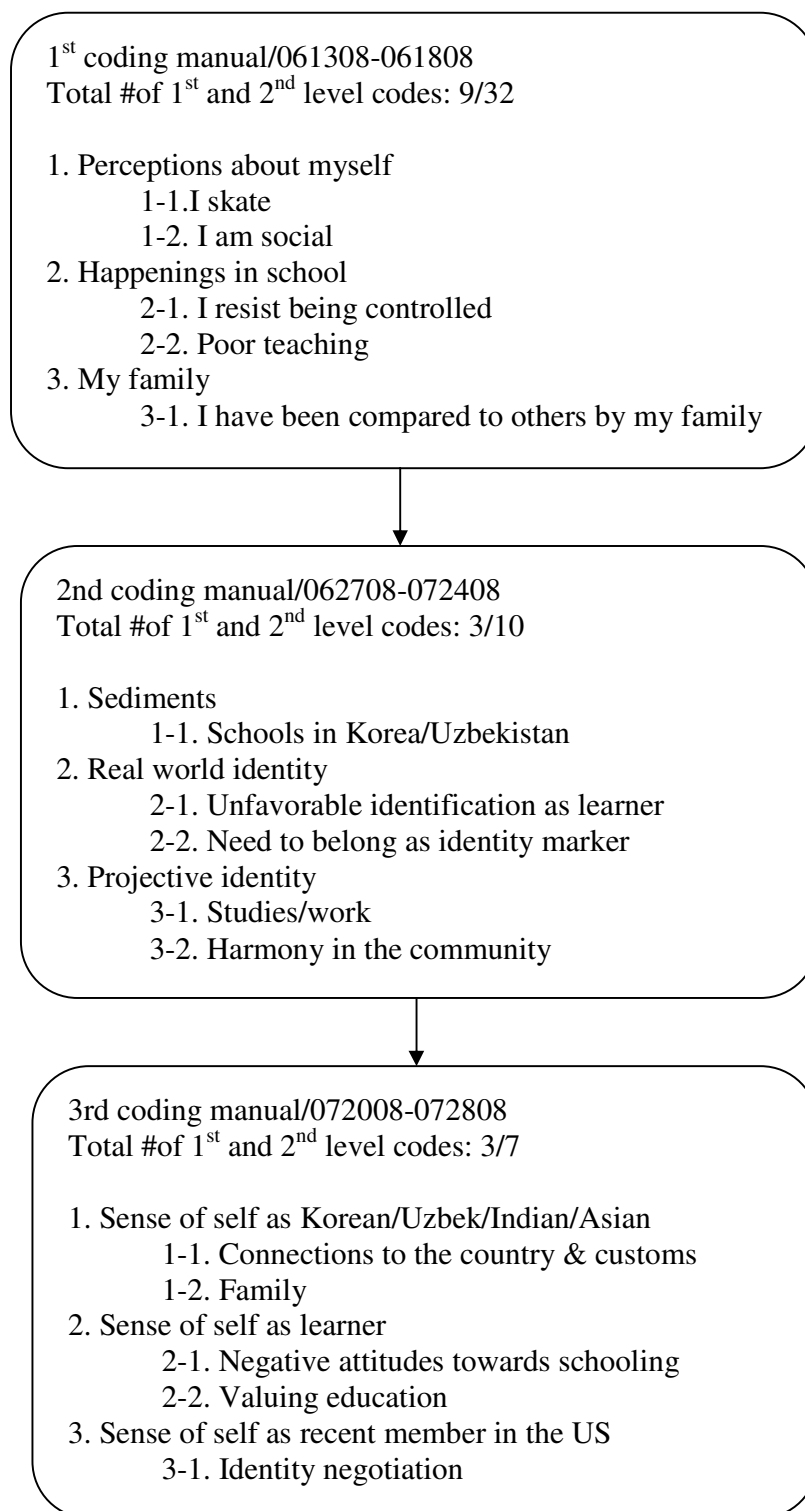 1st coding manual/061308-061808
Total #of 1st and 2nd level codes: 9/32
1. Perceptions about myself
1-1.I skate
1-2. I am social
2. Happenings in school
2-1. I resist being controlled
2-2. Poor teaching
3. My family
3-1. I have been compared to others by my family
2nd coding manual/062708-072408
Total #of 1st and 2nd level codes: 3/10
1. Sediments
1-1. Schools in Korea/Uzbekistan
2. Real world identity
2-1. Unfavorable identification as learner
2-2. Need to belong as identity marker
3. Projective identity
3-1. Studies/work
3-2. Harmony in the community
3rd coding manual/072008-072808
Total #of 1st and 2nd level codes: 3/7
1. Sense of self as Korean/Uzbek/Indian/Asian
1-1. Connections to the country & customs
1-2. Family
2. Sense of self as learner
2-1. Negative attitudes towards schooling
2-2. Valuing education
3. Sense of self as recent member in the US
3-1. Identity negotiation